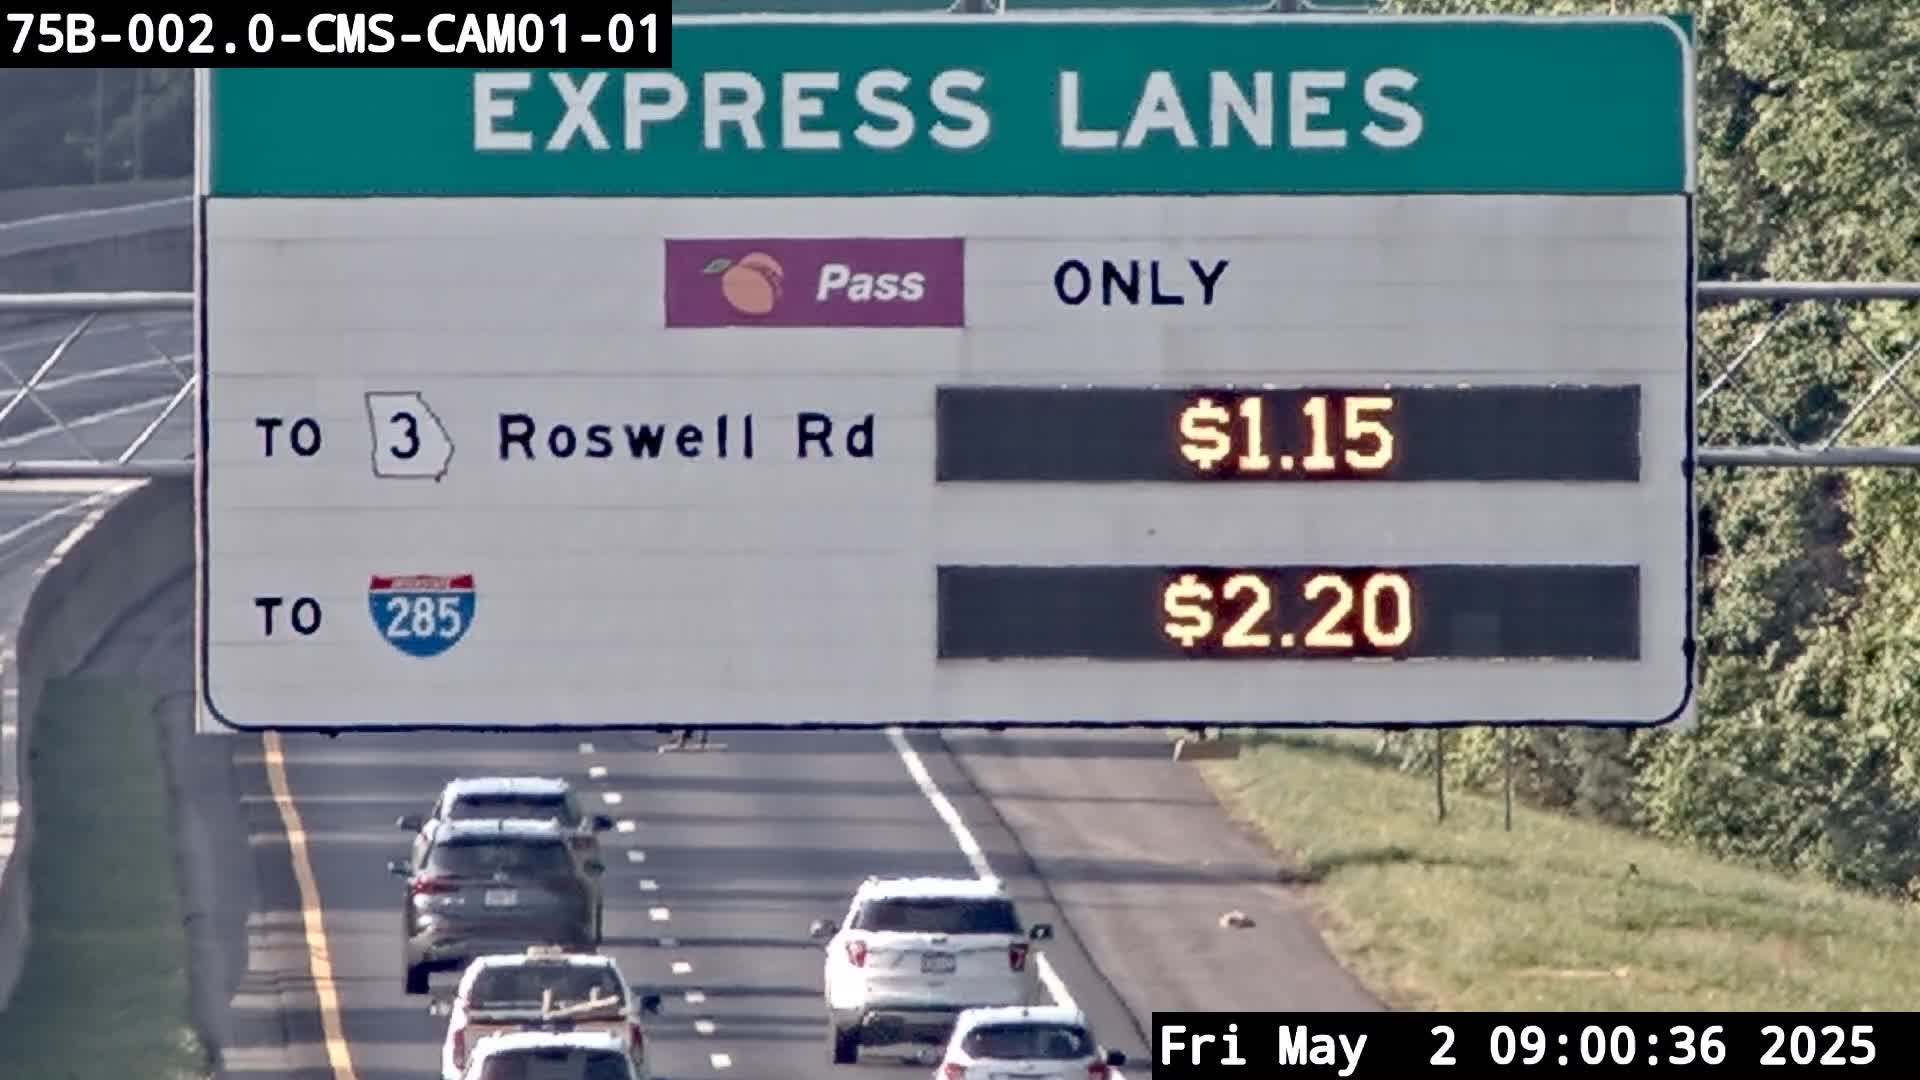 75B-002.0-CMS-CAM01-01
EXPRESS LANES
Pass ONLY
TO 3 Roswell Rd $1.15
TO INTERSTATE 285 $2.20
Fri May 2 09:00:36 2025